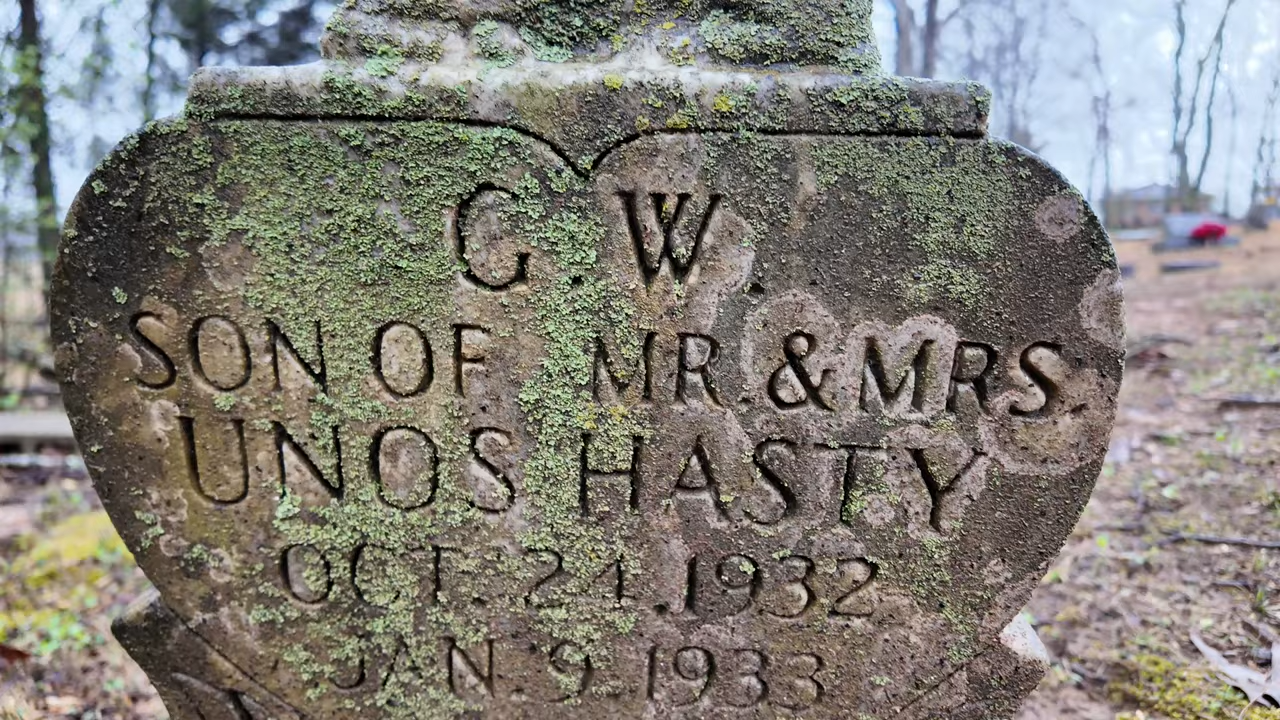 G. W.
SON OF MR. & MRS.
UNOS HASTY
OCT. 24, 1932
JAN. 9, 1933